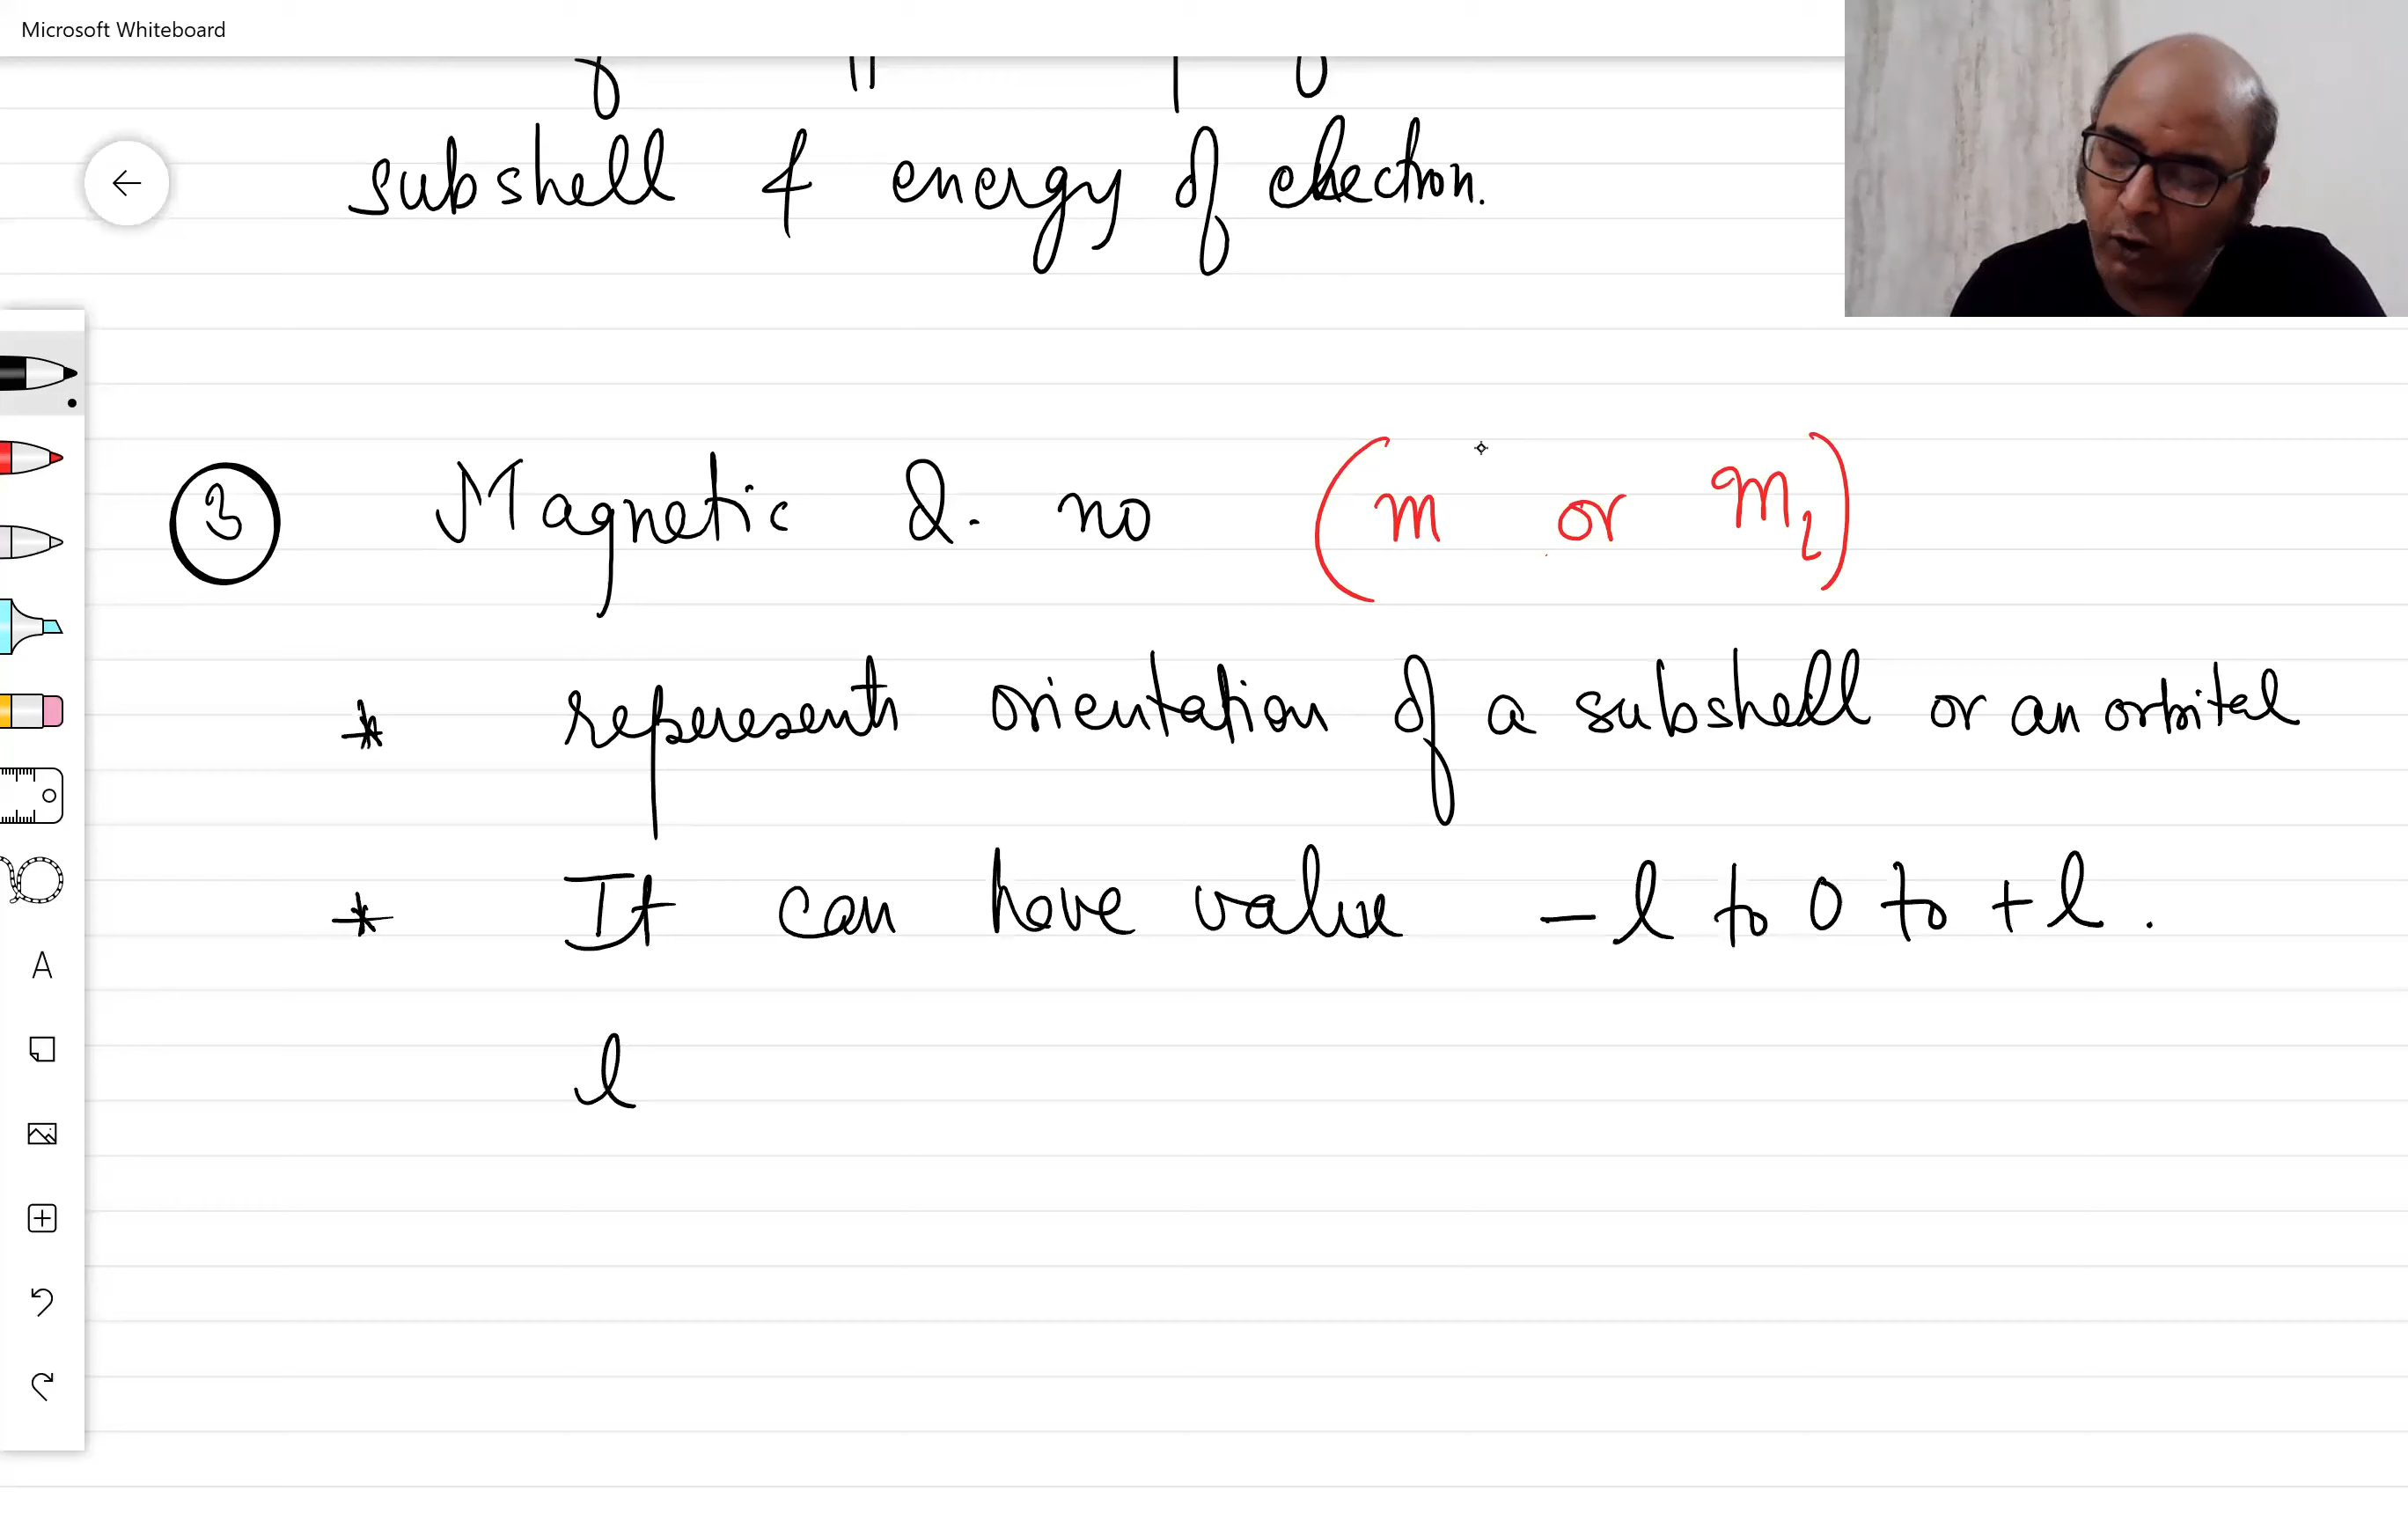 Microsoft Whiteboard
subshell & energy of electron.
3 Magnetic Q. no (m or ml)
* represents orientation of a subshell or an orbital
* It can have value -l to 0 to +l.
l
A